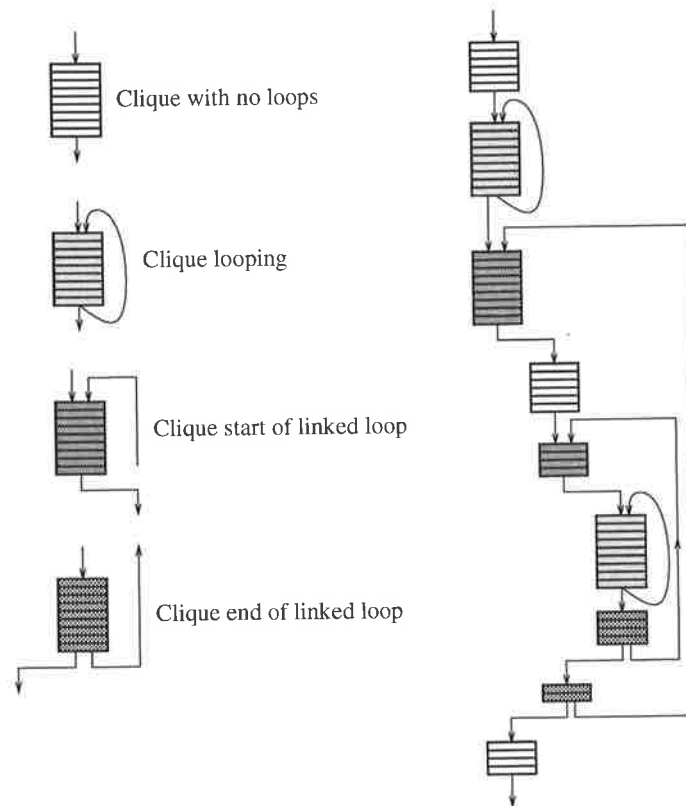 Clique with no loops
Clique looping
Clique start of linked loop
Clique end of linked loop